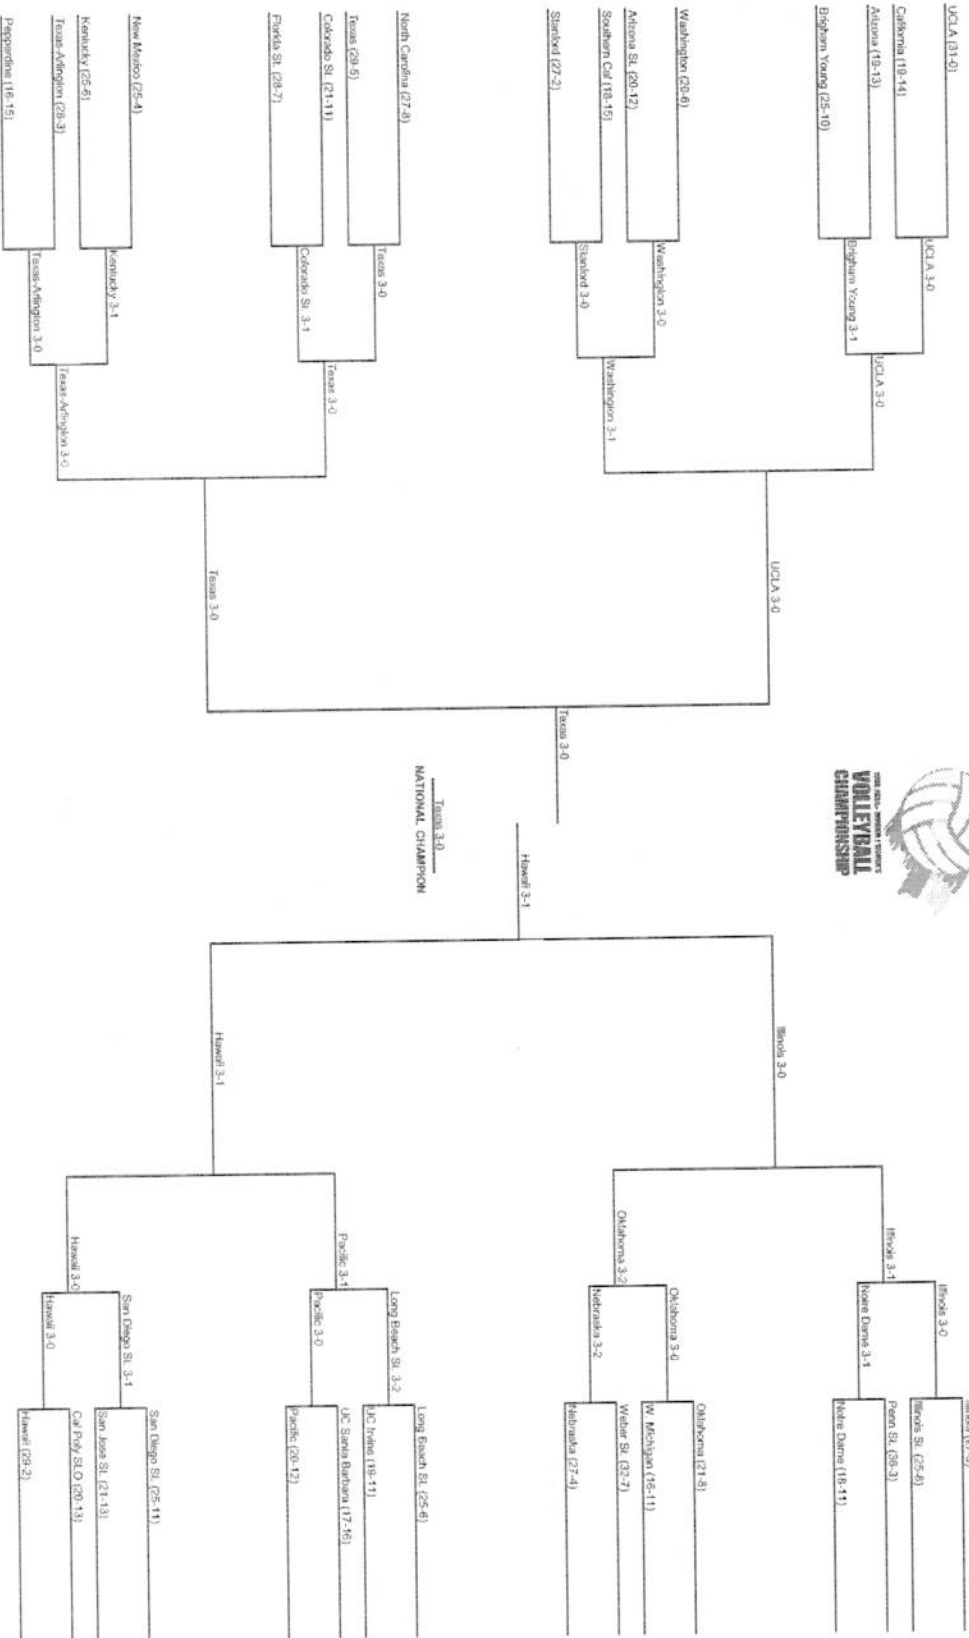 UCLA (31-0)
California (19-14)
Arizona (19-13)
Brigham Young (25-10)
Washington (20-6)
Arizona St. (20-12)
Southern Cal (18-15)
Stanford (27-2)
North Carolina (27-8)
Texas (29-5)
Colorado St. (21-11)
Florida St. (28-7)
New Mexico (25-4)
Kentucky (25-6)
Texas-Arlington (28-3)
Pepperdine (16-15)
UCLA 3-0
Brigham Young 3-1
Washington 3-0
Stanford 3-0
Texas 3-0
Colorado St. 3-1
Kentucky 3-1
Texas-Arlington 3-0
UCLA 3-0
Washington 3-1
Texas 3-0
Texas-Arlington 3-0
UCLA 3-0
Texas 3-0
Texas 3-0
VOLLEYBALL
CHAMPIONSHIP
Texas 3-0
NATIONAL CHAMPION
Hawaii 3-1
Illinois 3-0
Hawaii 3-1
Illinois 3-1
Oklahoma 3-2
Pacific 3-1
Hawaii 3-0
Illinois 3-0
Notre Dame 3-1
Oklahoma 3-0
Nebraska 3-2
Long Beach St. 3-2
Pacific 3-0
San Diego St. 3-1
Hawaii 3-0
Illinois St. (25-8)
Penn St. (36-3)
Notre Dame (18-11)
Oklahoma (21-8)
W. Michigan (16-11)
Weber St. (32-7)
Nebraska (27-4)
Long Beach St. (25-6)
UC Irvine (19-11)
UC Santa Barbara (17-16)
Pacific (20-12)
San Diego St. (25-11)
San Jose St. (21-13)
Cal Poly SLO (20-13)
Hawaii (29-2)